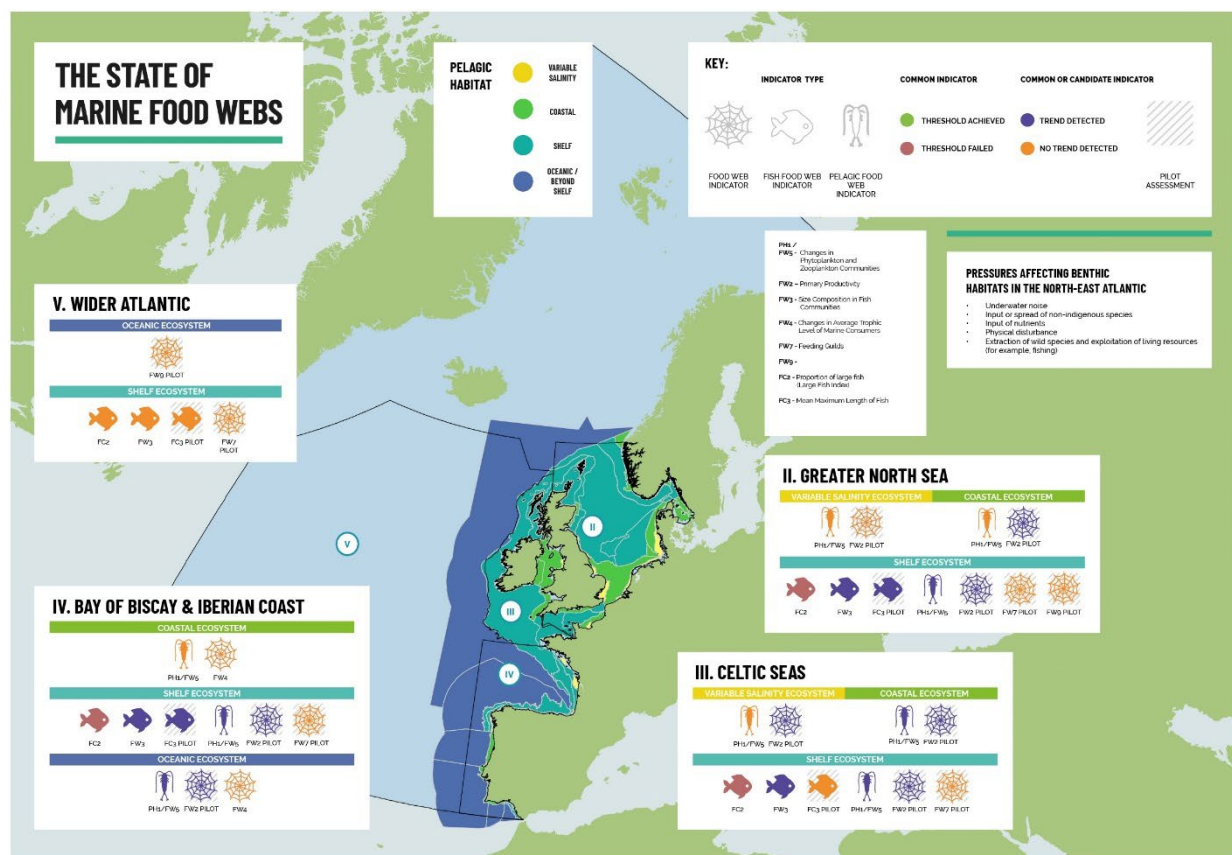 THE STATE OF
MARINE FOOD WEBS
PELAGIC
HABITAT
VARIABLE
SALINITY
COASTAL
SHELF
OCEANIC /
BEYOND
SHELF
KEY:
INDICATOR TYPE
COMMON INDICATOR
COMMON OR CANDIDATE INDICATOR
THRESHOLD ACHIEVED
TREND DETECTED
THRESHOLD FAILED
NO TREND DETECTED
FOOD WEB
INDICATOR
FISH FOOD WEB
INDICATOR
PELAGIC FOOD
WEB
INDICATOR
PILOT
ASSESSMENT
PH1 /
FW5 - Changes in
Phytoplankton and
Zooplankton Communities
FW2 – Primary Productivity
FW3 - Size Composition in Fish
Communities
FW4 - Changes in Average Trophic
Level of Marine Consumers
FW7 - Feeding Guilds
FW9 -
FC2 - Proportion of large fish
(Large Fish Index)
FC3 - Mean Maximum Length of Fish
PRESSURES AFFECTING BENTHIC
HABITATS IN THE NORTH-EAST ATLANTIC
• Underwater noise
• Input or spread of non-indigenous species
• Input of nutrients
• Physical disturbance
• Extraction of wild species and exploitation of living resources
(for example, fishing)
V. WIDER ATLANTIC
OCEANIC ECOSYSTEM
FW9 PILOT
SHELF ECOSYSTEM
FC2 FW3 FC3 PILOT FW7
PILOT
II
V
III
IV
II. GREATER NORTH SEA
VARIABLE SALINITY ECOSYSTEM COASTAL ECOSYSTEM
PH1/FW5 FW2 PILOT PH1/FW5 FW2 PILOT
SHELF ECOSYSTEM
FC2 FW3 FC3 PILOT PH1/FW5 FW2 PILOT FW7 PILOT FW9 PILOT
IV. BAY OF BISCAY & IBERIAN COAST
COASTAL ECOSYSTEM
PH1/FW5 FW4
SHELF ECOSYSTEM
FC2 FW3 FC3 PILOT PH1/FW5 FW2 PILOT FW7 PILOT
OCEANIC ECOSYSTEM
PH1/FW5 FW2 PILOT FW4
III. CELTIC SEAS
VARIABLE SALINITY ECOSYSTEM COASTAL ECOSYSTEM
PH1/FW5 FW2 PILOT PH1/FW5 FW2 PILOT
SHELF ECOSYSTEM
FC2 FW3 FC3 PILOT PH1/FW5 FW2 PILOT FW7 PILOT